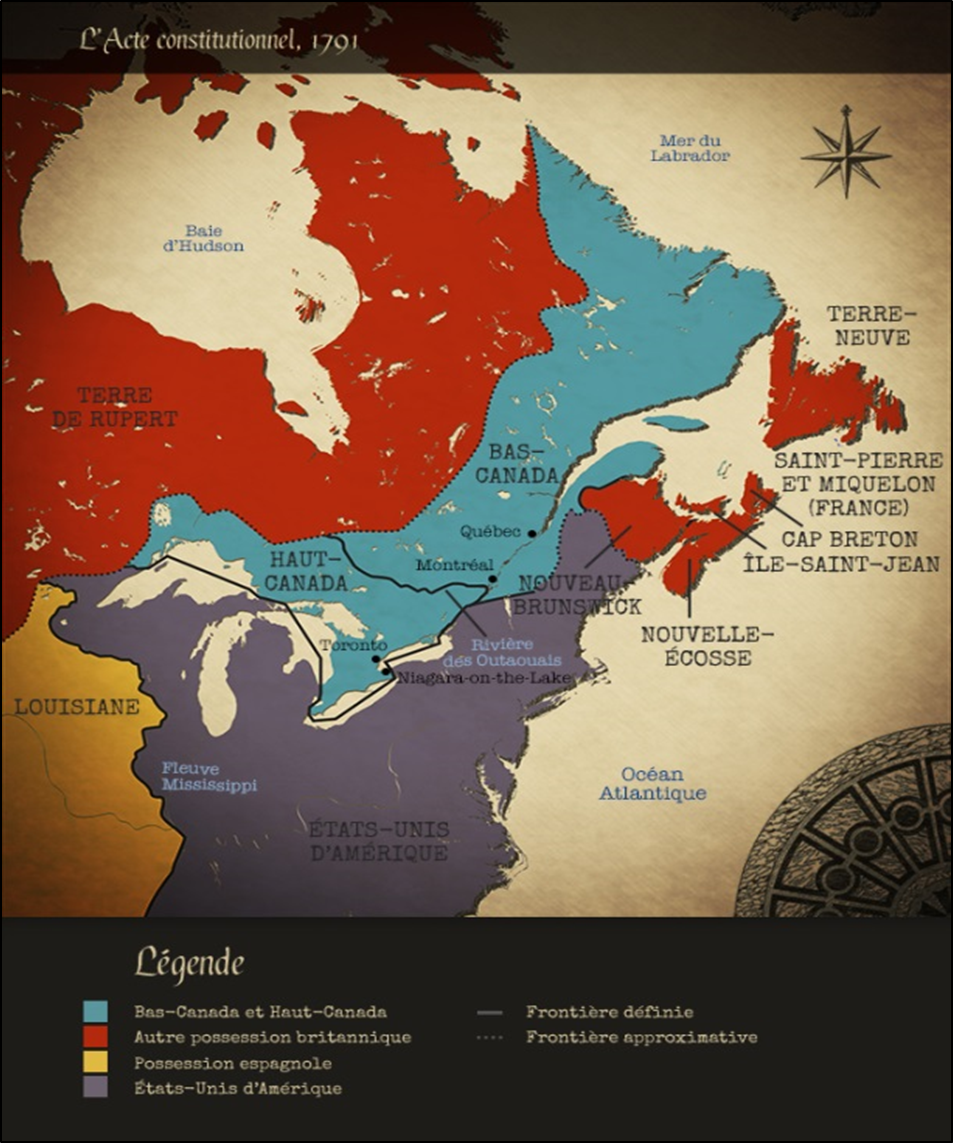 L'Acte constitutionnel, 1791
Mer du
Labrador
Baie
d'Hudson
TERRE-
NEUVE
TERRE
DE RUPERT
BAS-
CANADA
SAINT-PIERRE
ET MIQUELON
(FRANCE)
Québec
CAP BRETON
HAUT-
CANADA
Montréal
ÎLE-SAINT-JEAN
NOUVEAU-
BRUNSWICK
NOUVELLE-
ÉCOSSE
Toronto
Rivière
des Outaouais
Niagara-on-the-Lake
LOUISIANE
Fleuve
Mississippi
Océan
Atlantique
ÉTATS-UNIS
D'AMÉRIQUE
Légende
Bas-Canada et Haut-Canada
Autre possession britannique
Possession espagnole
États-Unis d'Amérique
Frontière définie
Frontière approximative